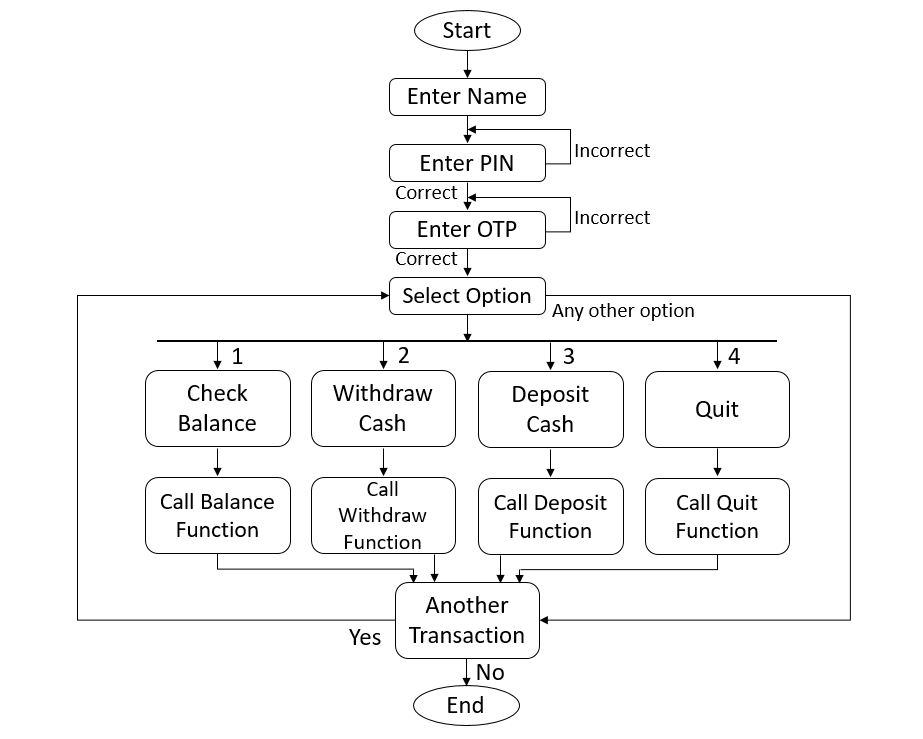 Start
Enter Name
Incorrect
Enter PIN
Correct
Incorrect
Enter OTP
Correct
Select Option
Any other option
1
2
3
4
Check
Balance
Withdraw
Cash
Deposit
Cash
Quit
Call Balance
Function
Call
Withdraw
Function
Call Deposit
Function
Call Quit
Function
Another
Transaction
Yes
No
End